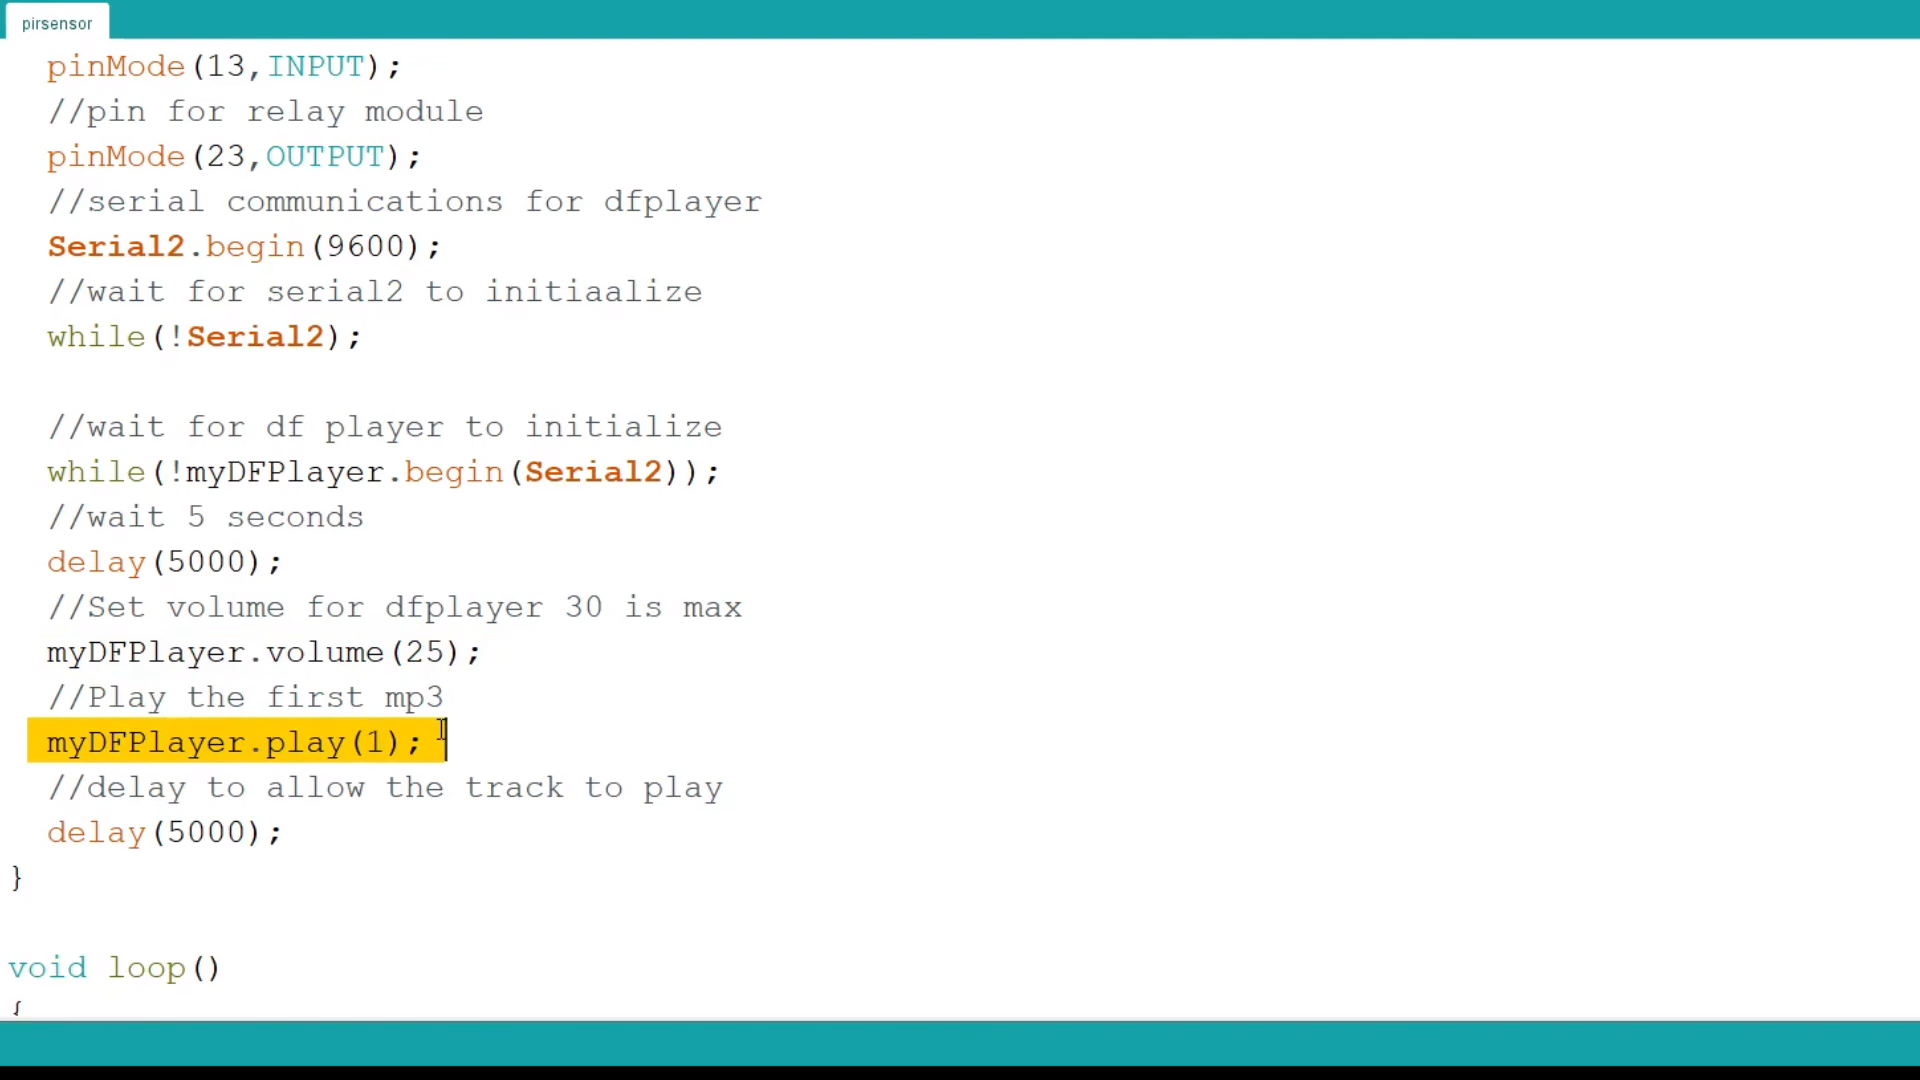 pirsensor
pinMode(13,INPUT);
//pin for relay module
pinMode(23,OUTPUT);
//serial communications for dfplayer
Serial2.begin(9600);
//wait for serial2 to initiaalize
while(!Serial2);
//wait for df player to initialize
while(!myDFPlayer.begin(Serial2));
//wait 5 seconds
delay(5000);
//Set volume for dfplayer 30 is max
myDFPlayer.volume(25);
//Play the first mp3
myDFPlayer.play(1);
//delay to allow the track to play
delay(5000);
}
void loop()
{